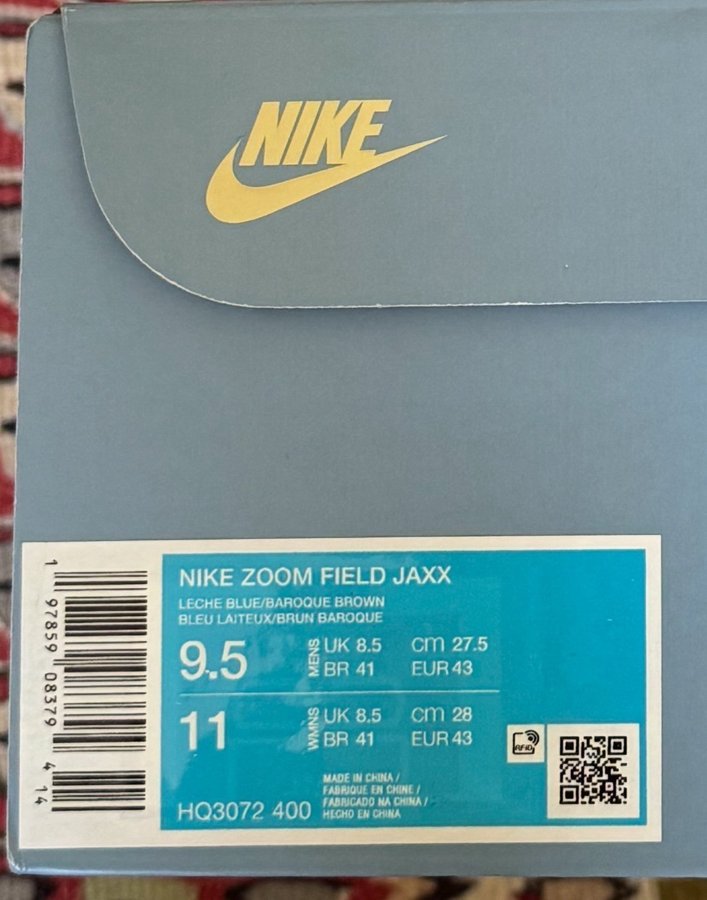 NIKE
NIKE ZOOM FIELD JAXX
LECHE BLUE/BAROQUE BROWN
BLEU LAITEUX/BRUN BAROQUE
9.5 MENS UK 8.5 cm 27.5
BR 41 EUR 43
11 WMNS UK 8.5 cm 28
BR 41 EUR 43
RFID
MADE IN CHINA /
FABRIQUE EN CHINE /
FABRICADO NA CHINA /
HECHO EN CHINA
HQ3072 400
1 97859 08379 4 14